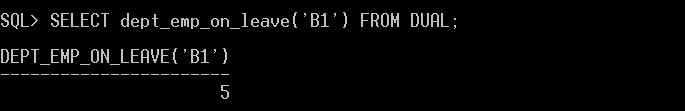 SQL> SELECT dept_emp_on_leave('B1') FROM DUAL;
DEPT_EMP_ON_LEAVE('B1')
-----------------------
5